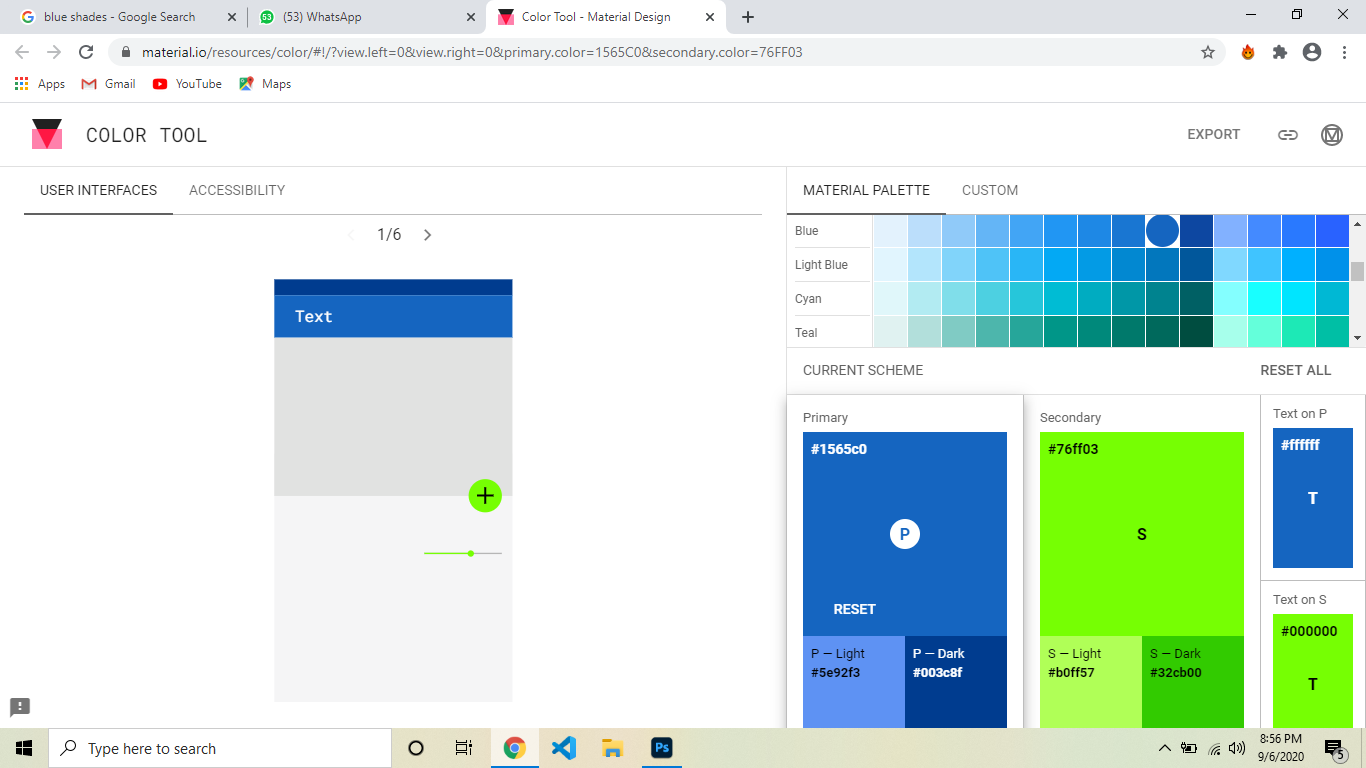 blue shades - Google Search
53
(53) WhatsApp
Color Tool - Material Design
material.io/resources/color/#!/?view.left=0&view.right=0&primary.color=1565C0&secondary.color=76FF03
Apps
Gmail
YouTube
Maps
COLOR TOOL
EXPORT
USER INTERFACES
ACCESSIBILITY
MATERIAL PALETTE
CUSTOM
1/6
Text
Blue
Light Blue
Cyan
Teal
CURRENT SCHEME
RESET ALL
Primary
#1565c0
P
RESET
P — Light
#5e92f3
P — Dark
#003c8f
Secondary
#76ff03
S
S — Light
#b0ff57
S — Dark
#32cb00
Text on P
#ffffff
T
Text on S
#000000
T
Type here to search
Ps
8:56 PM
9/6/2020
5